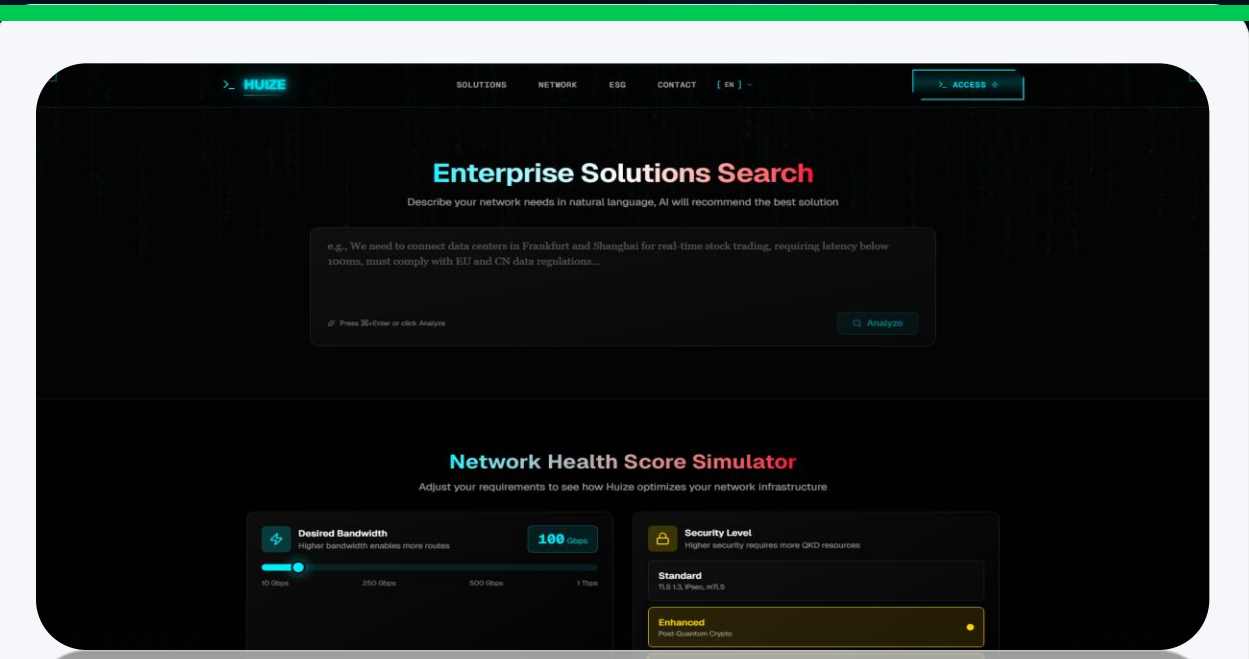 >_ HUIZE
SOLUTIONS NETWORK ESG CONTACT [ EN ]
>_ ACCESS
Enterprise Solutions Search
Describe your network needs in natural language, AI will recommend the best solution
e.g., We need to connect data centers in Frankfurt and Shanghai for real-time stock trading, requiring latency below
100ms, must comply with EU and CN data regulations...
Press ⌘+Enter or click Analyze
Analyze
Network Health Score Simulator
Adjust your requirements to see how Huize optimizes your network infrastructure
Desired Bandwidth
Higher bandwidth enables more routes
100 Gbps
10 Gbps 250 Gbps 500 Gbps 1 Tbps
Security Level
Higher security requires more QKD resources
Standard
TLS 1.3, IPsec, mTLS
Enhanced
Post-Quantum Crypto